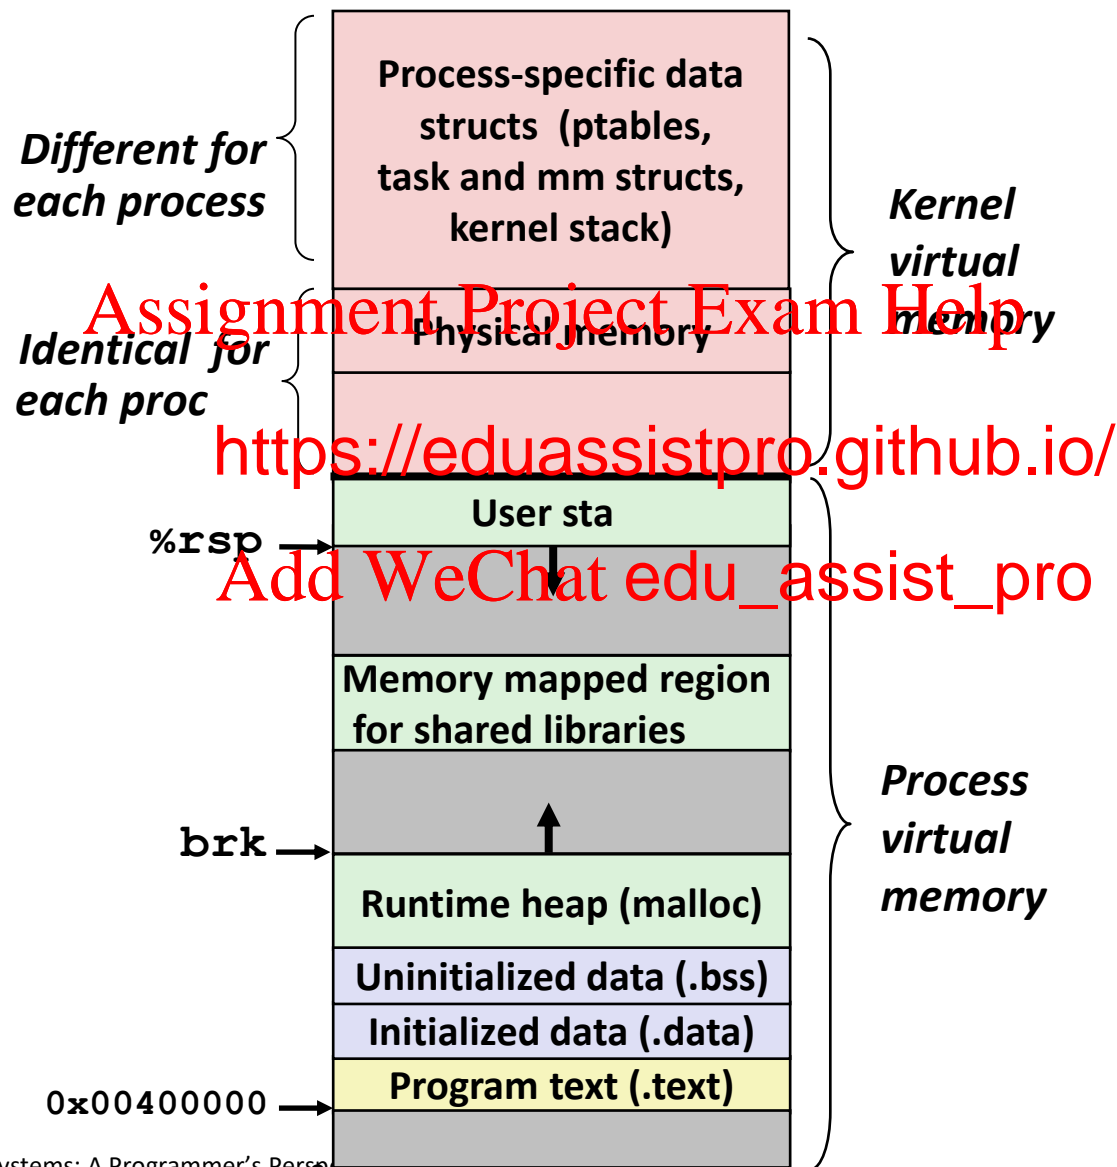 Process-specific data
structs (ptables,
task and mm structs,
kernel stack)
Different for
each process
Kernel
virtual
memory
Assignment Project Exam Help
Physical memory
Identical for
each proc
https://eduassistpro.github.io/
User sta
%rsp
Add WeChat edu_assist_pro
Memory mapped region
for shared libraries
Process
virtual
memory
brk
Runtime heap (malloc)
Uninitialized data (.bss)
Initialized data (.data)
Program text (.text)
0x00400000
ystems: A Programmer's Persp